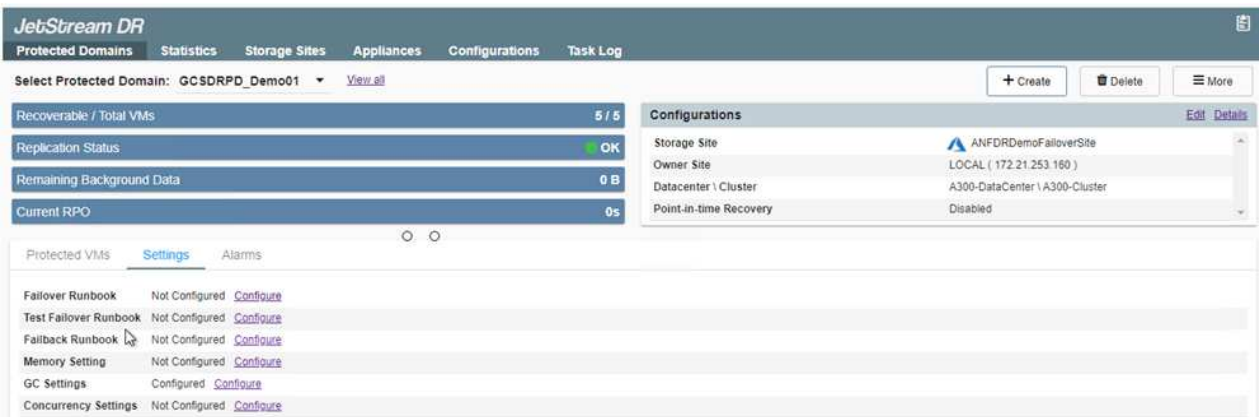 JetStream DR
Protected Domains Statistics Storage Sites Appliances Configurations Task Log
Select Protected Domain: GCSDRPD_Demo01 View all
+ Create Delete More
Recoverable / Total VMs 5 / 5
Replication Status OK
Remaining Background Data 0 B
Current RPO 0s
Configurations Edit Details
Storage Site ANFDRDemoFailoverSite
Owner Site LOCAL ( 172.21.253.160 )
Datacenter \ Cluster A300-DataCenter \ A300-Cluster
Point-in-time Recovery Disabled
Protected VMs Settings Alarms
Failover Runbook Not Configured Configure
Test Failover Runbook Not Configured Configure
Failback Runbook Not Configured Configure
Memory Setting Not Configured Configure
GC Settings Configured Configure
Concurrency Settings Not Configured Configure